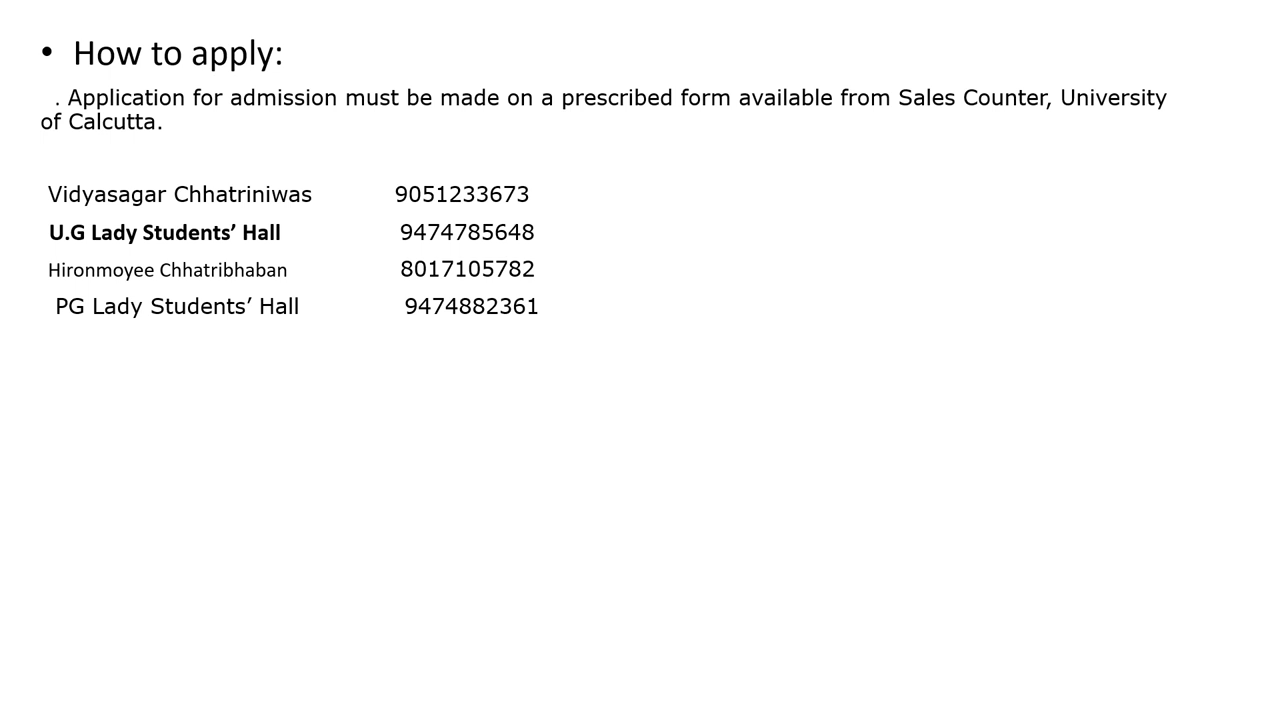 • How to apply:
. Application for admission must be made on a prescribed form available from Sales Counter, University
of Calcutta.
Vidyasagar Chhatriniwas 9051233673
U.G Lady Students’ Hall 9474785648
Hironmoyee Chhatribhaban 8017105782
PG Lady Students’ Hall 9474882361